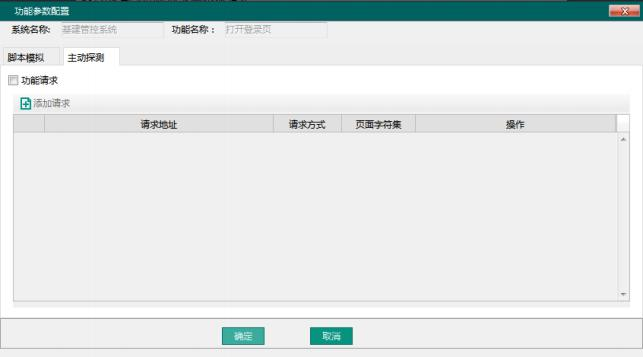 功能参数配置
系统名称: 基建管控系统 功能名称： 打开登录页
脚本模拟 主动探测
功能请求
添加请求
请求地址 请求方式 页面字符集 操作
确定 取消